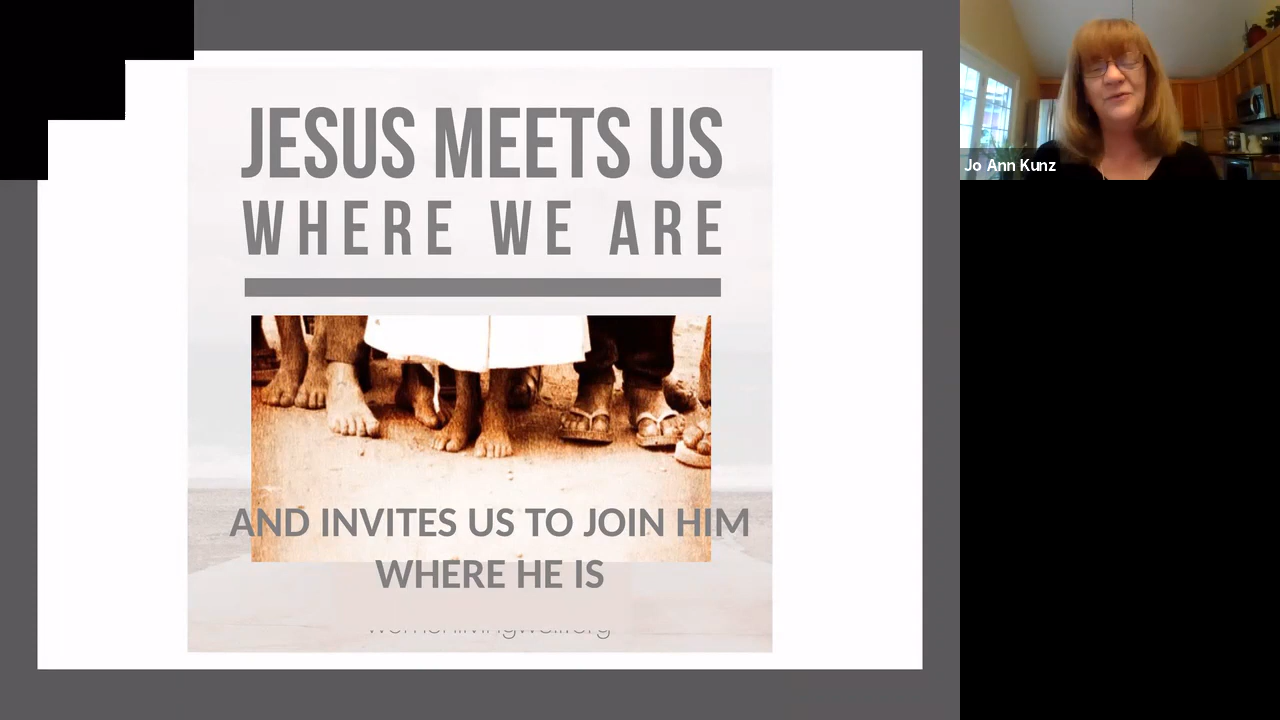 JESUS MEETS US
WHERE WE ARE
AND INVITES US TO JOIN HIM
WHERE HE IS
Jo Ann Kunz